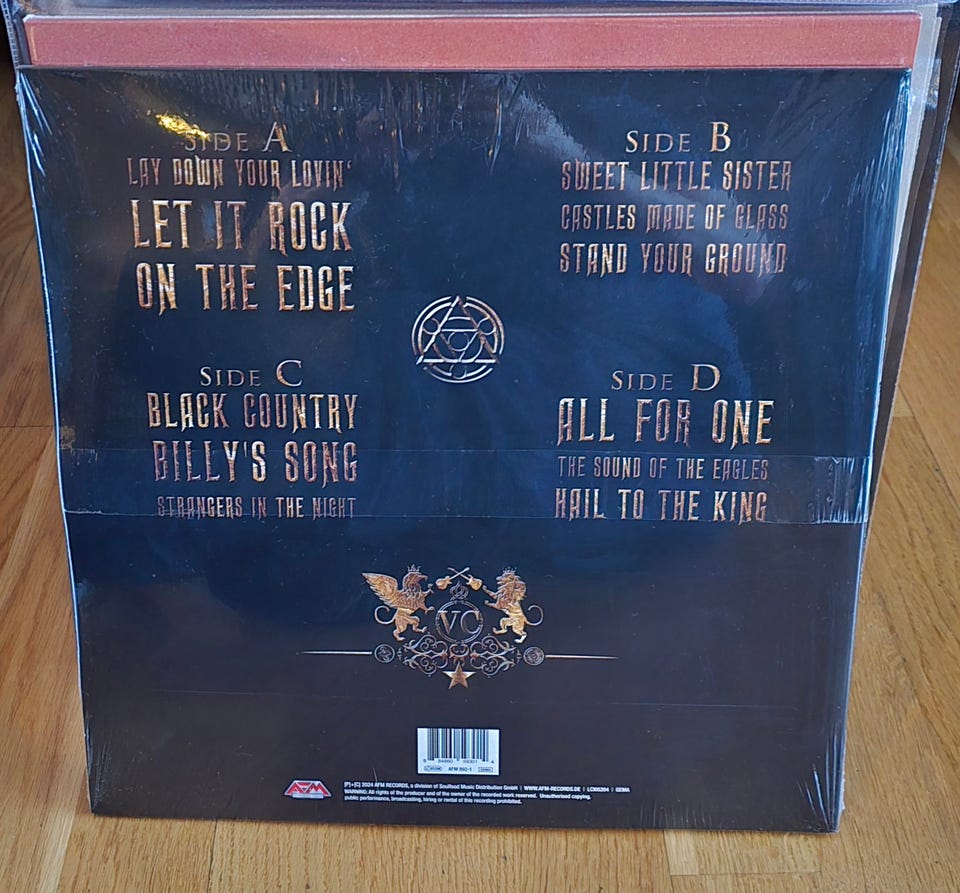 SIDE A
LAY DOWN YOUR LOVIN'
LET IT ROCK
ON THE EDGE
SIDE B
SWEET LITTLE SISTER
CASTLES MADE OF GLASS
STAND YOUR GROUND
SIDE C
BLACK COUNTRY
BILLY'S SONG
STRANGERS IN THE NIGHT
SIDE D
ALL FOR ONE
THE SOUND OF THE EAGLES
HAIL TO THE KING
VC
AFM 892-1
AFM
[P]+[C] 2024 AFM RECORDS, a division of Soulfood Music Distribution GmbH | WWW.AFM-RECORDS.DE | LC#05294 | GEMA
WARNING: All rights of the producer and of the owner of the recorded work reserved. Unauthorised copying,
public performance, broadcasting, hiring or rental of this recording prohibited.